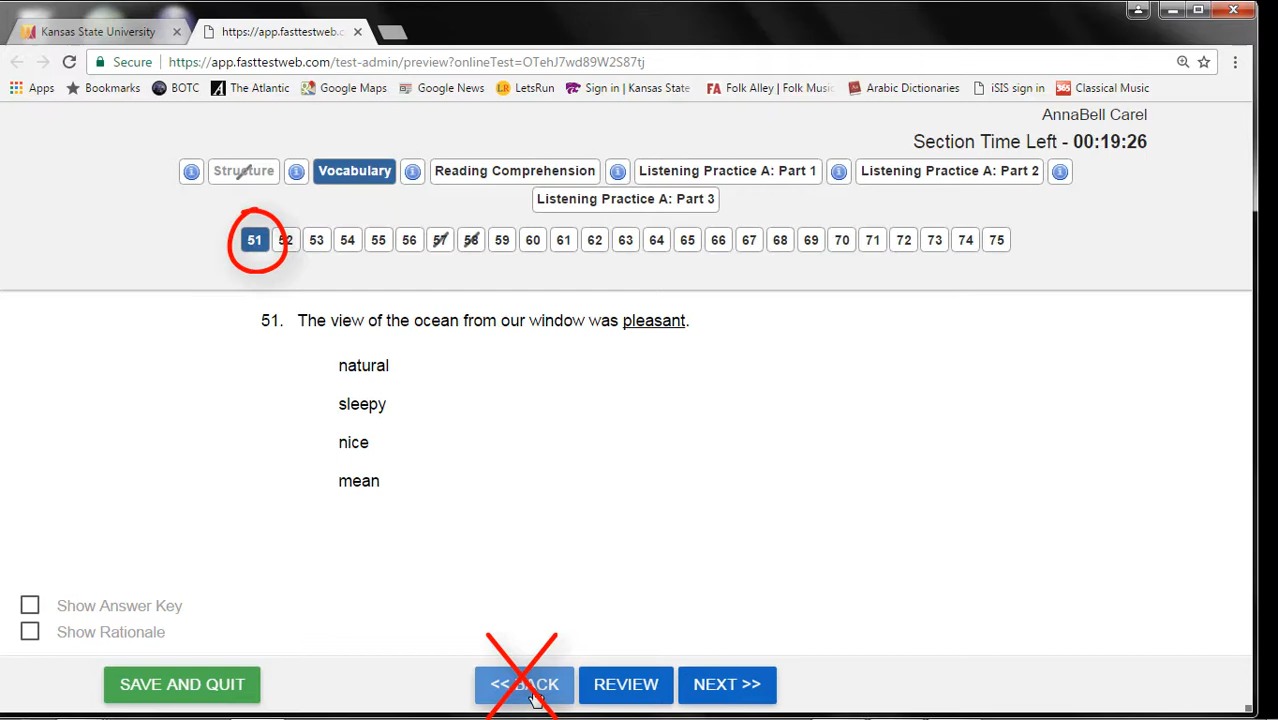 Kansas State University
https://app.fasttestweb.c
Secure https://app.fasttestweb.com/test-admin/preview?onlineTest=OTehJ7wd89W2S87tj
Apps Bookmarks BOTC The Atlantic Google Maps Google News LetsRun Sign in | Kansas State Folk Alley | Folk Music Arabic Dictionaries iSIS sign in Classical Music
AnnaBell Carel
Section Time Left - 00:19:26
Structure Vocabulary Reading Comprehension Listening Practice A: Part 1 Listening Practice A: Part 2
Listening Practice A: Part 3
51 52 53 54 55 56 57 58 59 60 61 62 63 64 65 66 67 68 69 70 71 72 73 74 75
51. The view of the ocean from our window was pleasant.
natural
sleepy
nice
mean
Show Answer Key
Show Rationale
SAVE AND QUIT << BACK REVIEW NEXT >>